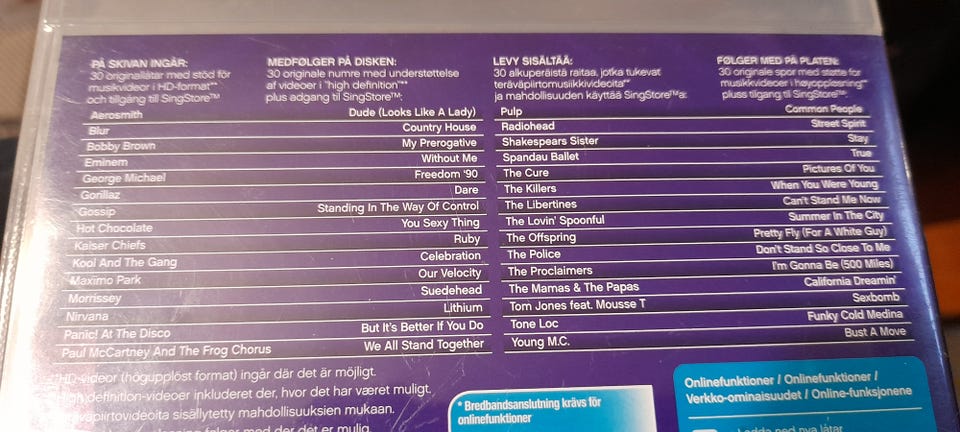 PÅ SKIVAN INGÅR:
30 originallåtar med stöd för
musikvideor i HD-format**
och tillgång till SingStore™
MEDFØLGER PÅ DISKEN:
30 originale numre med understøttelse
af videoer i "high definition"**
plus adgang til SingStore™:
LEVY SISÄLTÄÄ:
30 alkuperäistä raitaa, jotka tukevat
teräväpiirtomusiikkivideoita**
ja mahdollisuuden käyttää SingStore™a:
FØLGER MED PÅ PLATEN:
30 originale spor med støtte for
musikkvideoer i høyoppløsning**
pluss tilgang til SingStore™:
Aerosmith Dude (Looks Like A Lady)
Blur Country House
Bobby Brown My Prerogative
Eminem Without Me
George Michael Freedom '90
Gorillaz Dare
Gossip Standing In The Way Of Control
Hot Chocolate You Sexy Thing
Kaiser Chiefs Ruby
Kool And The Gang Celebration
Maxïmo Park Our Velocity
Morrissey Suedehead
Nirvana Lithium
Panic! At The Disco But It's Better If You Do
Paul McCartney And The Frog Chorus We All Stand Together
Pulp Common People
Radiohead Street Spirit
Shakespears Sister Stay
Spandau Ballet True
The Cure Pictures Of You
The Killers When You Were Young
The Libertines Can't Stand Me Now
The Lovin' Spoonful Summer In The City
The Offspring Pretty Fly (For A White Guy)
The Police Don't Stand So Close To Me
The Proclaimers I'm Gonna Be (500 Miles)
The Mamas & The Papas California Dreamin'
Tom Jones feat. Mousse T Sexbomb
Tone Loc Funky Cold Medina
Young M.C. Bust A Move
HD-videor (högupplöst format) ingår där det är möjligt.
definition-videoer inkluderet der, hvor det har været muligt.
sisällytetty mahdollisuuksien mukaan.
følger med der det er mulig.
* Bredbandsanslutning krävs för
onlinefunktioner
Onlinefunktioner / Onlinefunktioner /
Verkko-ominaisuudet / Online-funksjonene
Ladda ned nya låtar